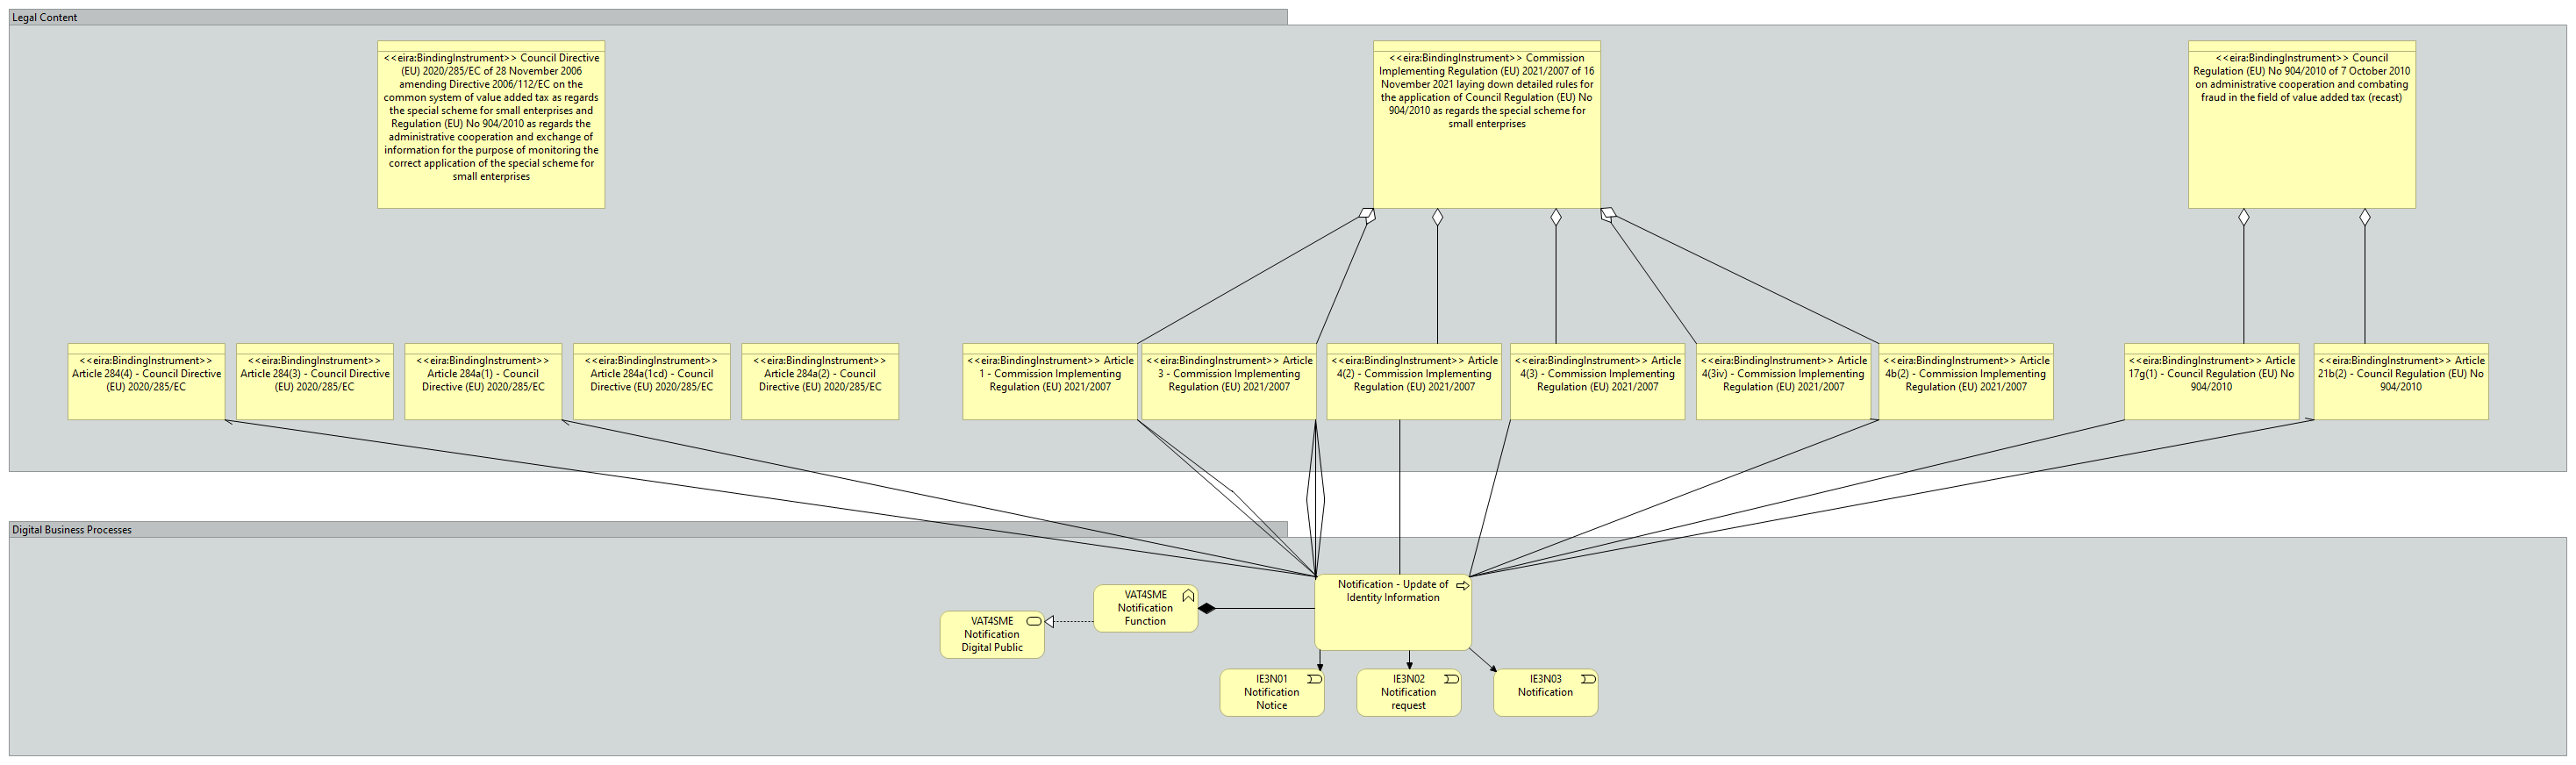 Legal Content
<<eira:BindingInstrument>> Council Directive
(EU) 2020/285/EC of 28 November 2006
amending Directive 2006/112/EC on the
common system of value added tax as regards
the special scheme for small enterprises and
Regulation (EU) No 904/2010 as regards the
administrative cooperation and exchange of
information for the purpose of monitoring the
correct application of the special scheme for
small enterprises
<<eira:BindingInstrument>> Commission
Implementing Regulation (EU) 2021/2007 of 16
November 2021 laying down detailed rules for
the application of Council Regulation (EU) No
904/2010 as regards the special scheme for
small enterprises
<<eira:BindingInstrument>> Council
Regulation (EU) No 904/2010 of 7 October 2010
on administrative cooperation and combating
fraud in the field of value added tax (recast)
<<eira:BindingInstrument>>
Article 284(4) - Council Directive
(EU) 2020/285/EC
<<eira:BindingInstrument>>
Article 284(3) - Council Directive
(EU) 2020/285/EC
<<eira:BindingInstrument>>
Article 284a(1) - Council
Directive (EU) 2020/285/EC
<<eira:BindingInstrument>>
Article 284a(1cd) - Council
Directive (EU) 2020/285/EC
<<eira:BindingInstrument>>
Article 284a(2) - Council
Directive (EU) 2020/285/EC
<<eira:BindingInstrument>> Article
1 - Commission Implementing
Regulation (EU) 2021/2007
<<eira:BindingInstrument>> Article
3 - Commission Implementing
Regulation (EU) 2021/2007
<<eira:BindingInstrument>> Article
4(2) - Commission Implementing
Regulation (EU) 2021/2007
<<eira:BindingInstrument>> Article
4(3) - Commission Implementing
Regulation (EU) 2021/2007
<<eira:BindingInstrument>> Article
4(3iv) - Commission Implementing
Regulation (EU) 2021/2007
<<eira:BindingInstrument>> Article
4b(2) - Commission Implementing
Regulation (EU) 2021/2007
<<eira:BindingInstrument>> Article
17g(1) - Council Regulation (EU) No
904/2010
<<eira:BindingInstrument>> Article
21b(2) - Council Regulation (EU) No
904/2010
Digital Business Processes
Notification - Update of
Identity Information
VAT4SME
Notification
Function
VAT4SME
Notification
Digital Public
IE3N01
Notification
Notice
IE3N02
Notification
request
IE3N03
Notification